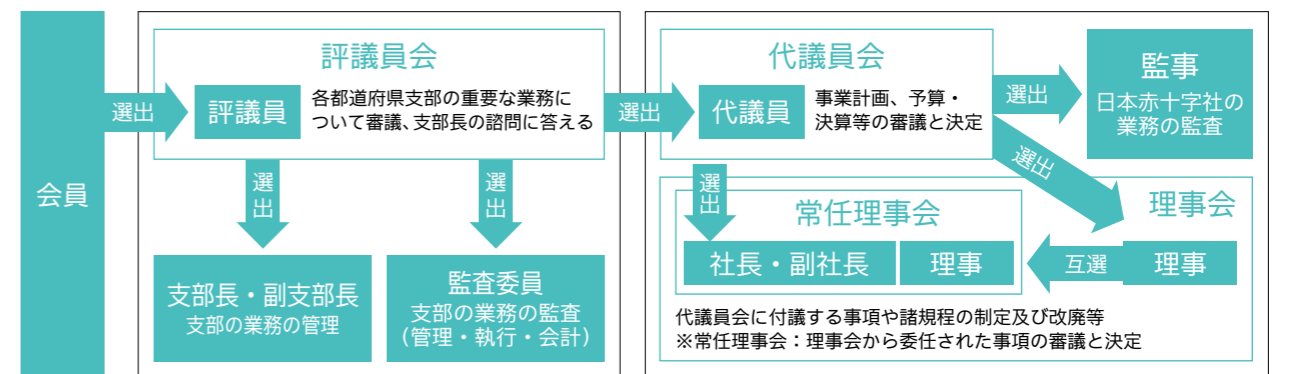 会員
選出
評議員会
評議員
各都道府県支部の重要な業務に
ついて審議、支部長の諮問に答える
選出
選出
支部長・副支部長
支部の業務の管理
監査委員
支部の業務の監査
（管理・執行・会計）
選出
代議員会
代議員
事業計画、予算・
決算等の審議と決定
選出
監事
日本赤十字社の
業務の監査
選出
選出
理事会
常任理事会
社長・副社長
理事
互選
理事
代議員会に付議する事項や諸規程の制定及び改廃等
※常任理事会：理事会から委任された事項の審議と決定